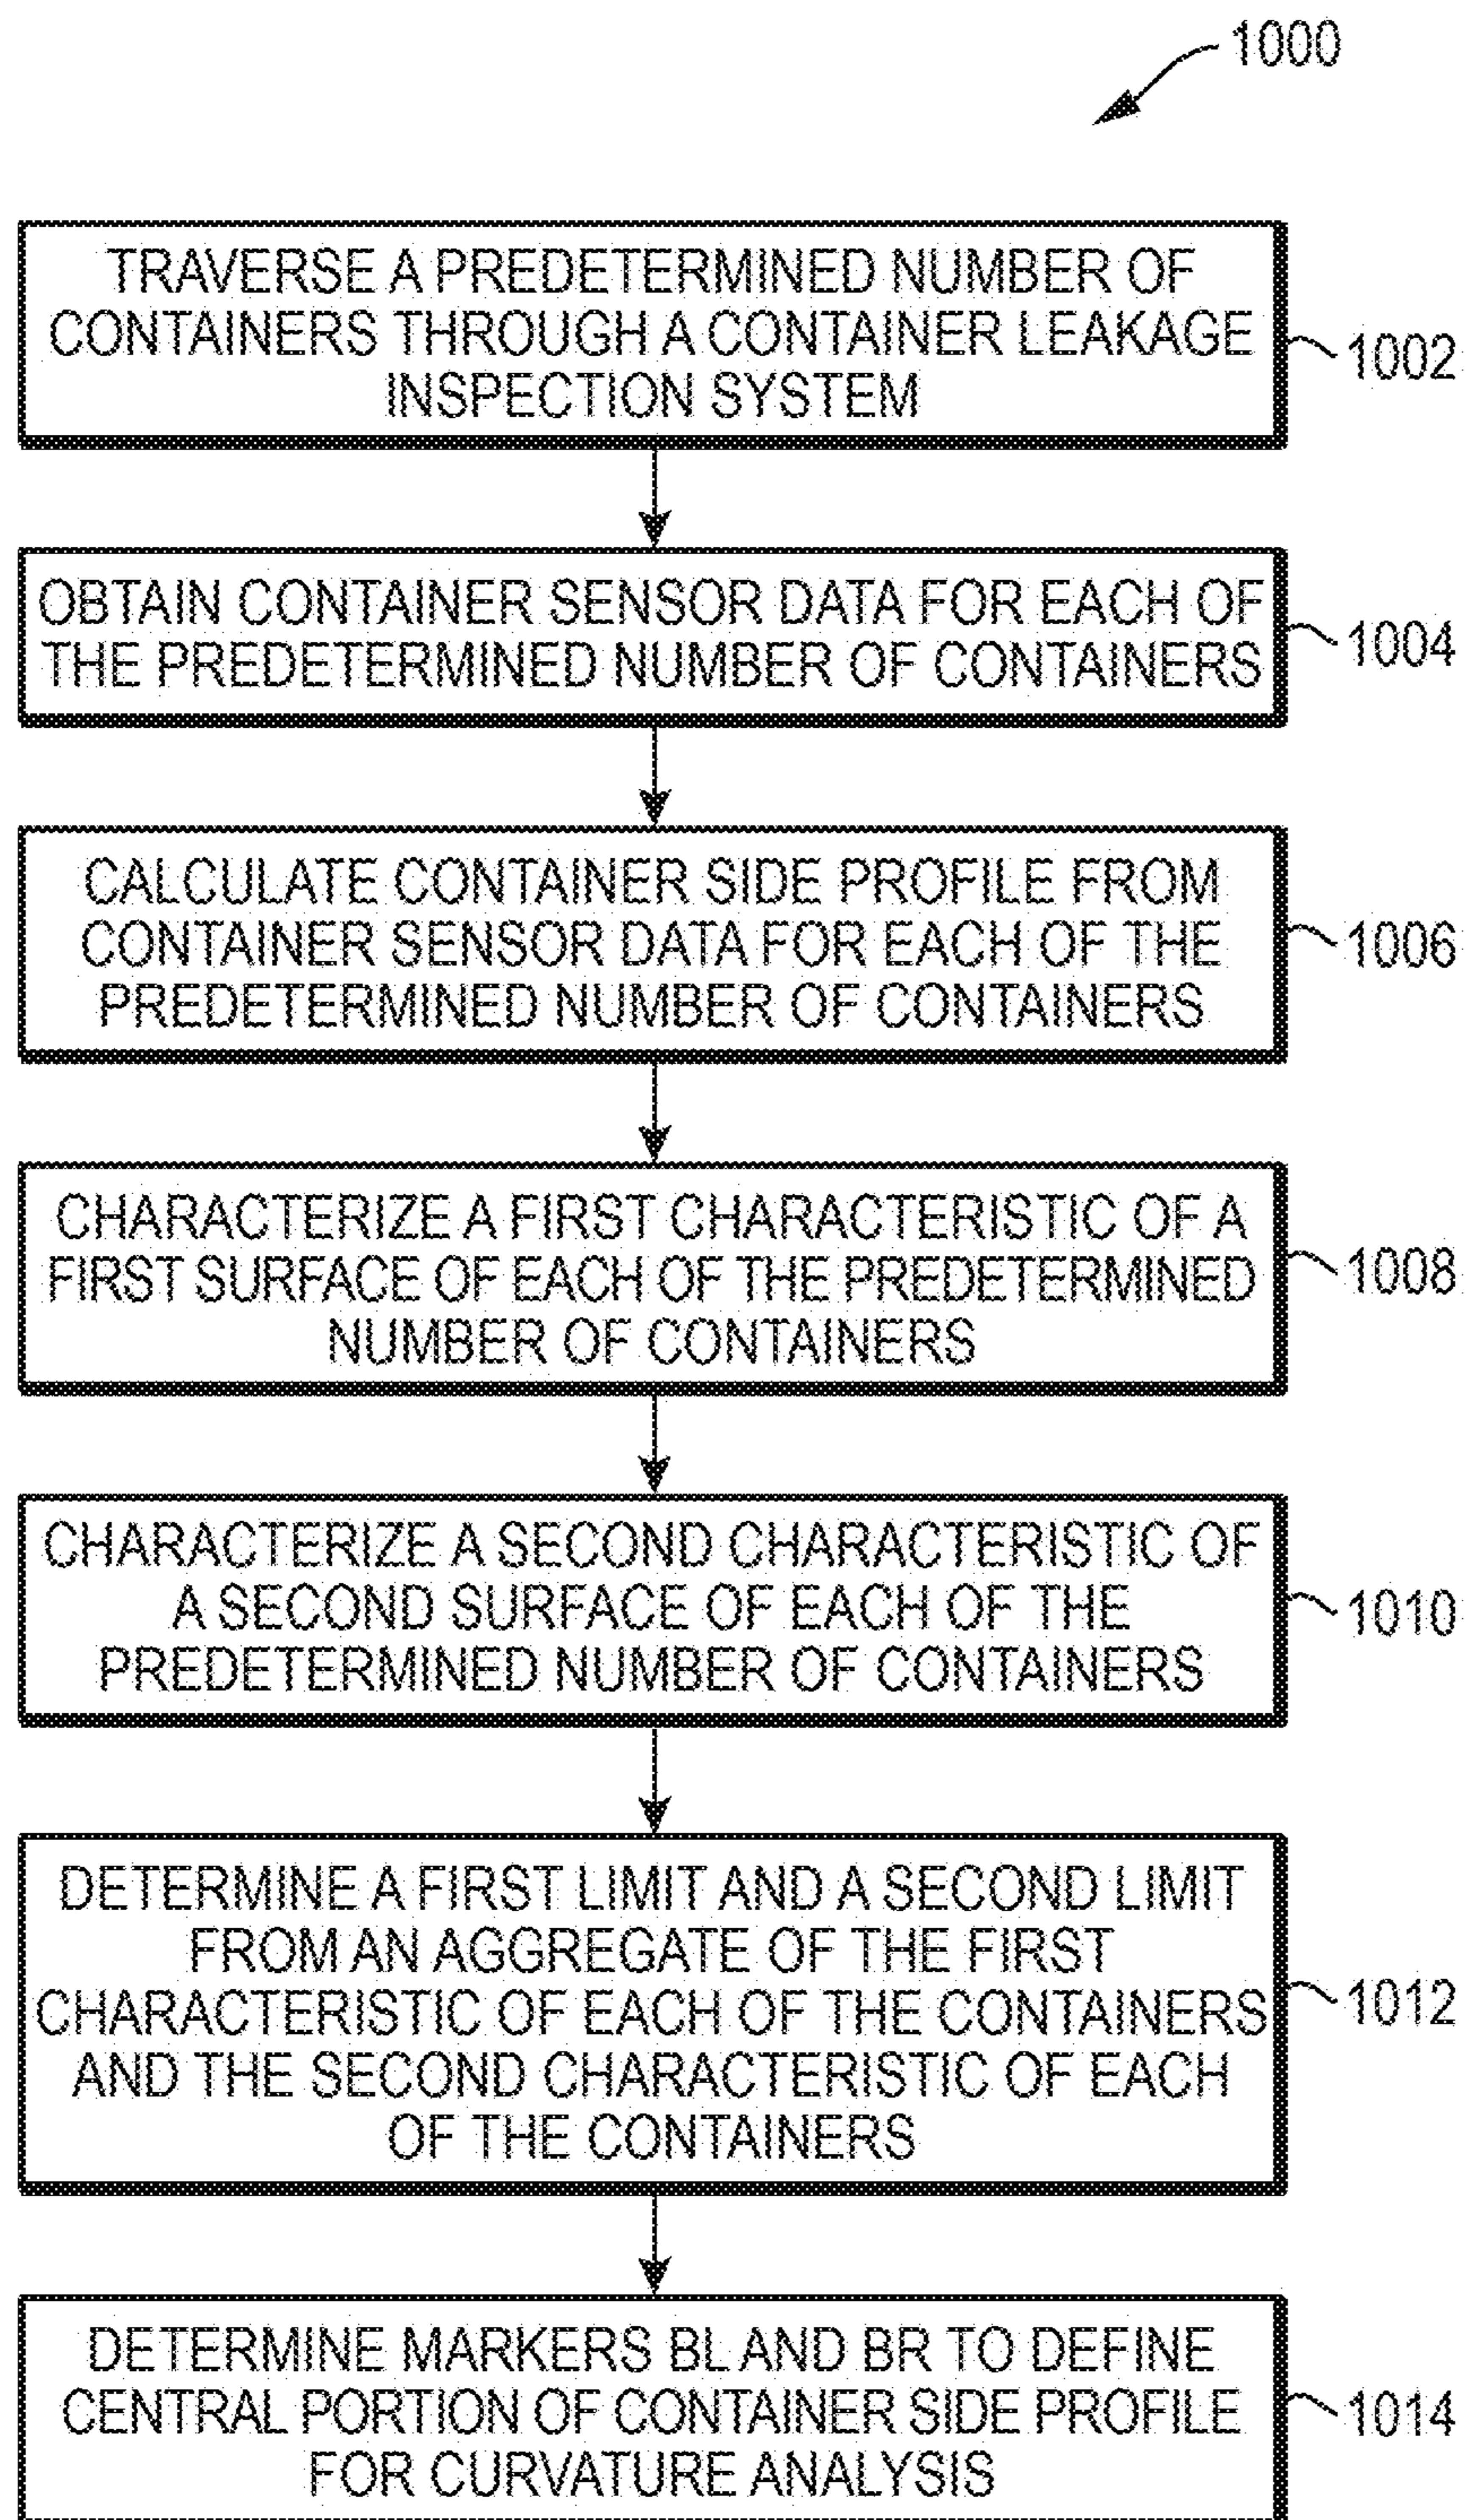 1000
TRAVERSE A PREDETERMINED NUMBER OF
CONTAINERS THROUGH A CONTAINER LEAKAGE
INSPECTION SYSTEM
1002
OBTAIN CONTAINER SENSOR DATA FOR EACH OF
THE PREDETERMINED NUMBER OF CONTAINERS
1004
CALCULATE CONTAINER SIDE PROFILE FROM
CONTAINER SENSOR DATA FOR EACH OF THE
PREDETERMINED NUMBER OF CONTAINERS
1006
CHARACTERIZE A FIRST CHARACTERISTIC OF A
FIRST SURFACE OF EACH OF THE PREDETERMINED
NUMBER OF CONTAINERS
1008
CHARACTERIZE A SECOND CHARACTERISTIC OF
A SECOND SURFACE OF EACH OF THE
PREDETERMINED NUMBER OF CONTAINERS
1010
DETERMINE A FIRST LIMIT AND A SECOND LIMIT
FROM AN AGGREGATE OF THE FIRST
CHARACTERISTIC OF EACH OF THE CONTAINERS
AND THE SECOND CHARACTERISTIC OF EACH
OF THE CONTAINERS
1012
DETERMINE MARKERS BL AND BR TO DEFINE
CENTRAL PORTION OF CONTAINER SIDE PROFILE
FOR CURVATURE ANALYSIS
1014